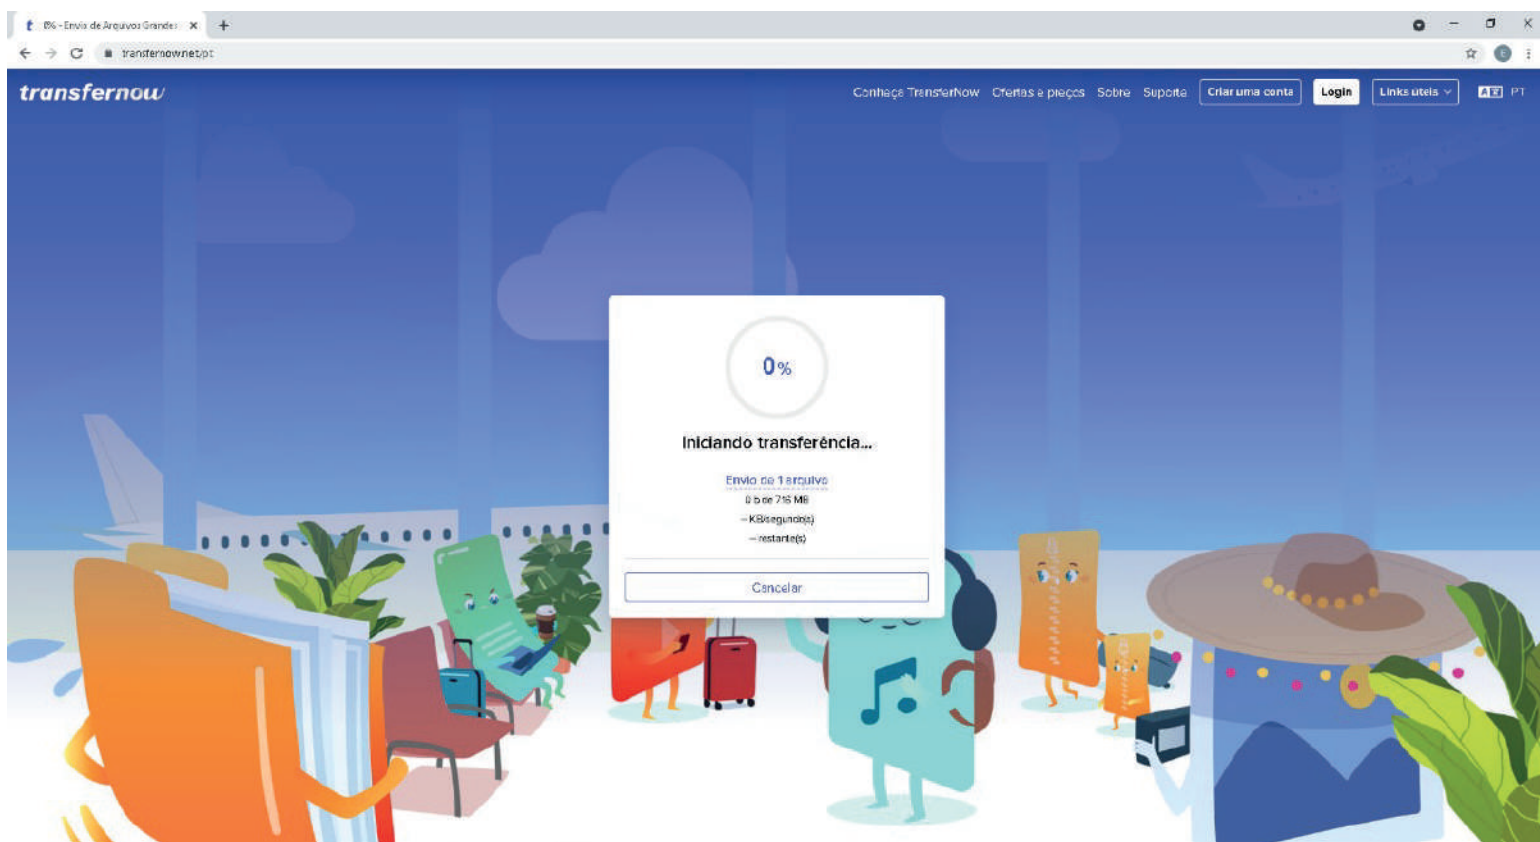 0% - Envio de Arquivos Grandes
transfernow.net/pt
transfernow
Conheça TransferNow Ofertas e preços Sobre Suporte Criar uma conta Login Links úteis PT
0%
Iniciando transferência...
Envio de 1 arquivo
0 b de 716 MB
-- KB/segundo(s)
-- restante(s)
Cancelar